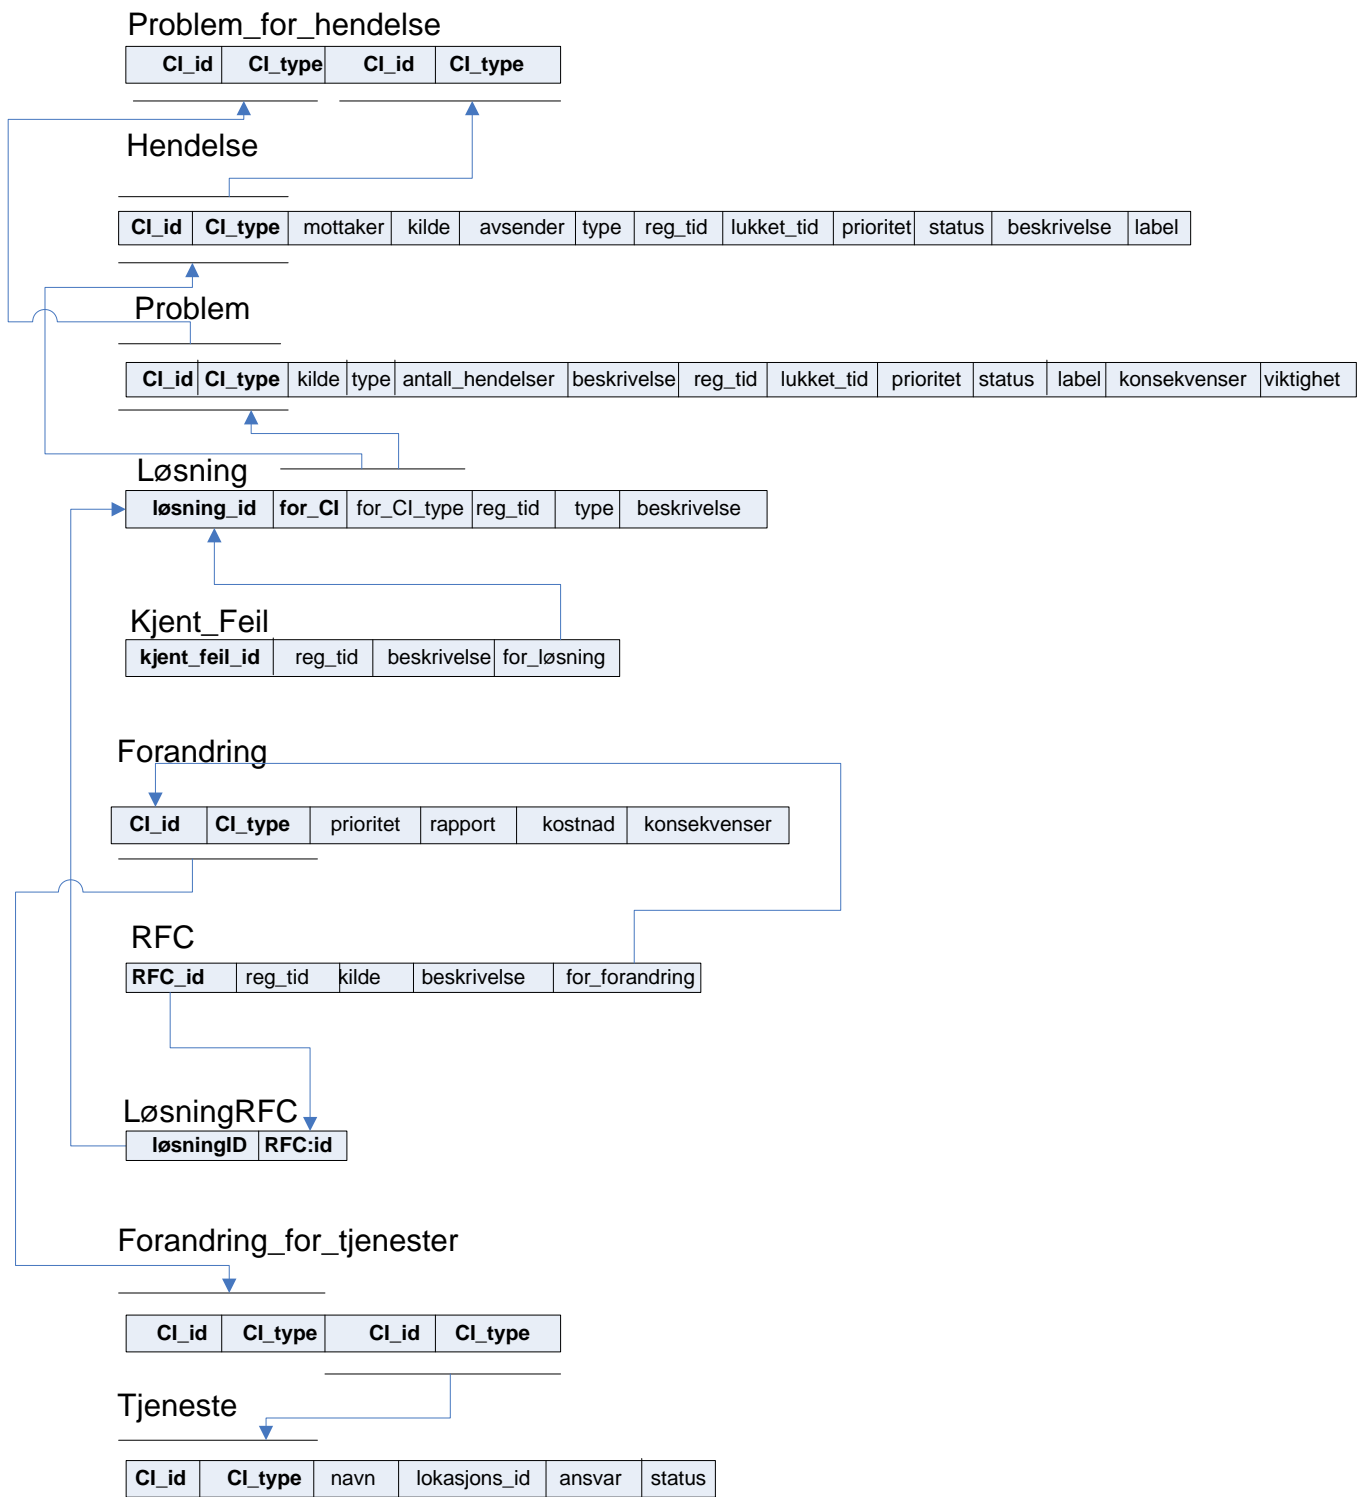 Problem_for_hendelse
CI_id CI_type CI_id CI_type
Hendelse
CI_id CI_type mottaker kilde avsender type reg_tid lukket_tid prioritet status beskrivelse label
Problem
CI_id CI_type kilde type antall_hendelser beskrivelse reg_tid lukket_tid prioritet status label konsekvenser viktighet
Løsning
løsning_id for_CI for_CI_type reg_tid type beskrivelse
Kjent_Feil
kjent_feil_id reg_tid beskrivelse for_løsning
Forandring
CI_id CI_type prioritet rapport kostnad konsekvenser
RFC
RFC_id reg_tid kilde beskrivelse for_forandring
LøsningRFC
løsningID RFC:id
Forandring_for_tjenester
CI_id CI_type CI_id CI_type
Tjeneste
CI_id CI_type navn lokasjons_id ansvar status